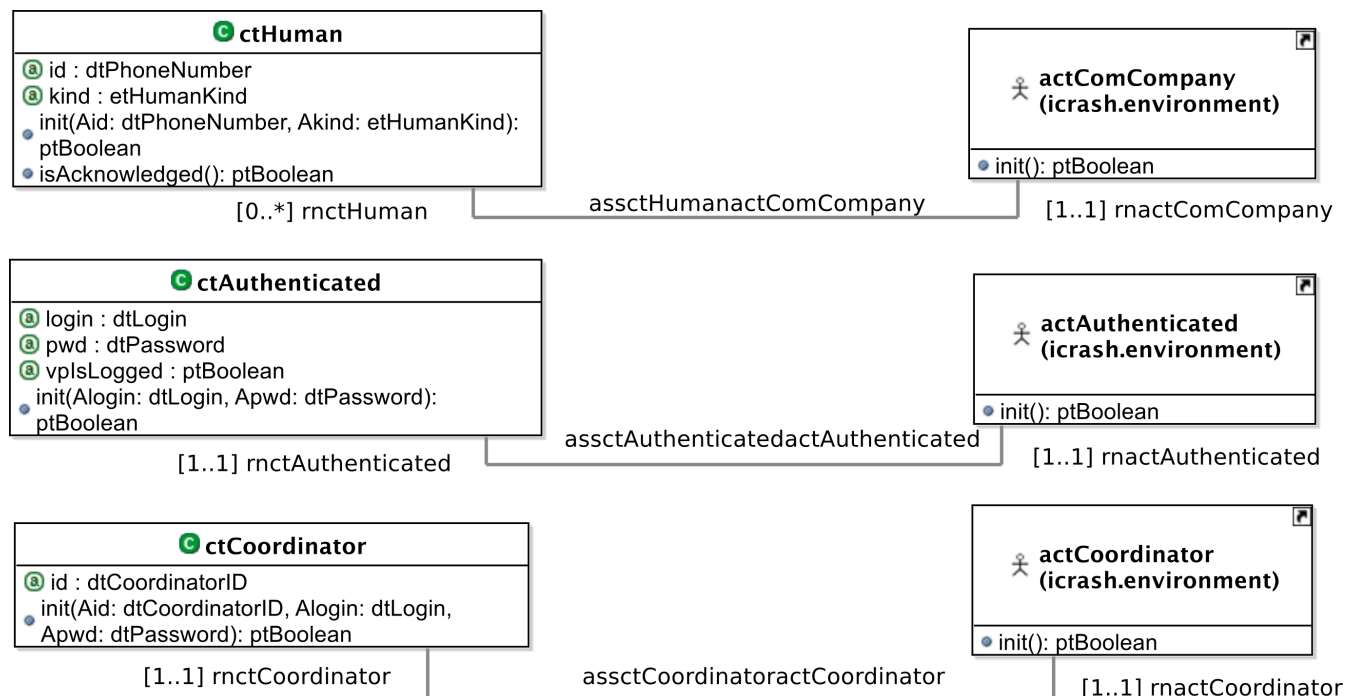 ctHuman
id : dtPhoneNumber
kind : etHumanKind
init(Aid: dtPhoneNumber, Akind: etHumanKind):
ptBoolean
isAcknowledged(): ptBoolean
actComCompany
(icrash.environment)
init(): ptBoolean
[0..*] rnctHuman
assctHumanactComCompany
[1..1] rnactComCompany
ctAuthenticated
login : dtLogin
pwd : dtPassword
vpIsLogged : ptBoolean
init(Alogin: dtLogin, Apwd: dtPassword):
ptBoolean
actAuthenticated
(icrash.environment)
init(): ptBoolean
[1..1] rnctAuthenticated
assctAuthenticatedactAuthenticated
[1..1] rnactAuthenticated
ctCoordinator
id : dtCoordinatorID
init(Aid: dtCoordinatorID, Alogin: dtLogin,
Apwd: dtPassword): ptBoolean
actCoordinator
(icrash.environment)
init(): ptBoolean
[1..1] rnctCoordinator
assctCoordinatoractCoordinator
[1..1] rnactCoordinator